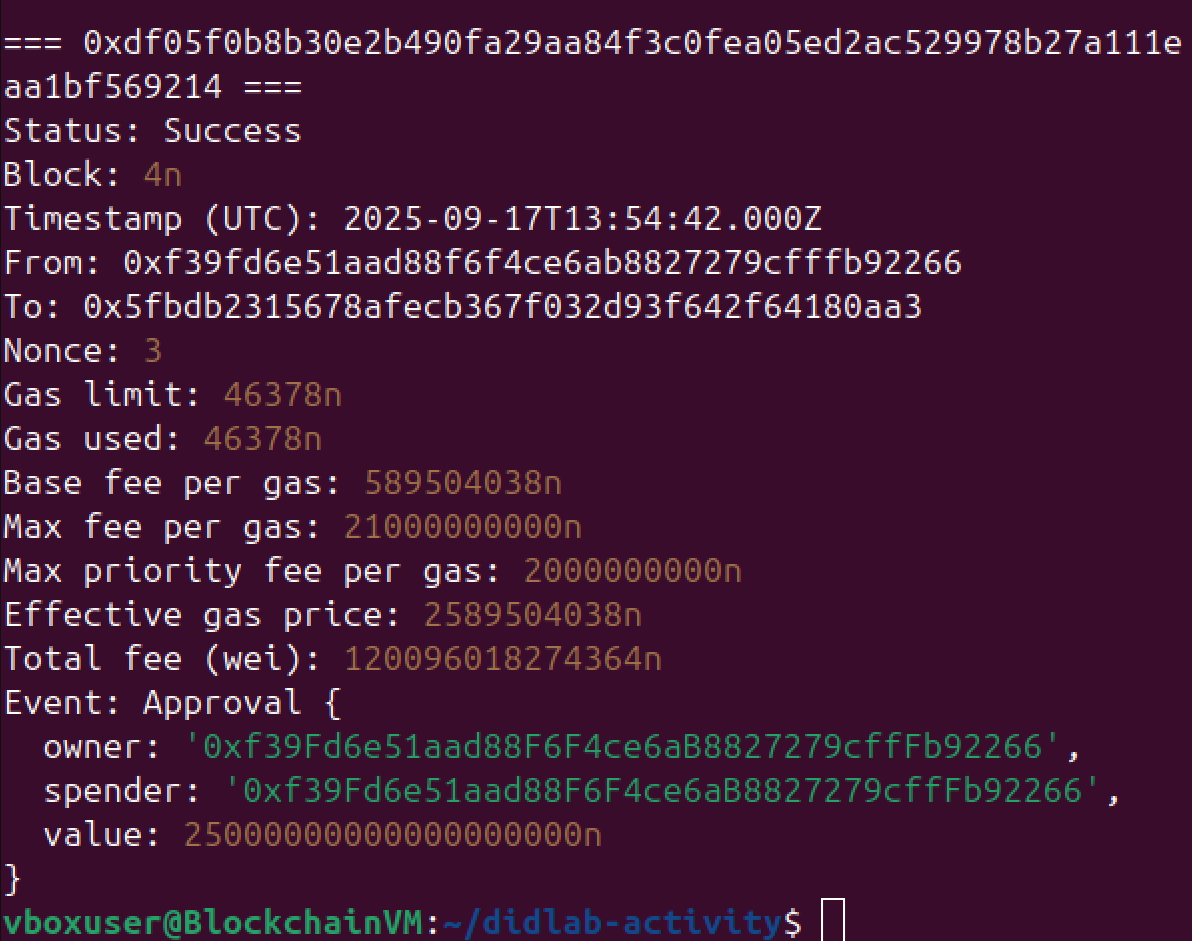 === 0xdf05f0b8b30e2b490fa29aa84f3c0fea05ed2ac529978b27a111e
aa1bf569214 ===
Status: Success
Block: 4n
Timestamp (UTC): 2025-09-17T13:54:42.000Z
From: 0xf39fd6e51aad88f6f4ce6ab8827279cfffb92266
To: 0x5fbdb2315678afecb367f032d93f642f64180aa3
Nonce: 3
Gas limit: 46378n
Gas used: 46378n
Base fee per gas: 589504038n
Max fee per gas: 21000000000n
Max priority fee per gas: 2000000000n
Effective gas price: 2589504038n
Total fee (wei): 120096018274364n
Event: Approval {
  owner: '0xf39Fd6e51aad88F6F4ce6aB8827279cffFb92266',
  spender: '0xf39Fd6e51aad88F6F4ce6aB8827279cffFb92266',
  value: 25000000000000000000n
}
vboxuser@BlockchainVM:~/didlab-activity$